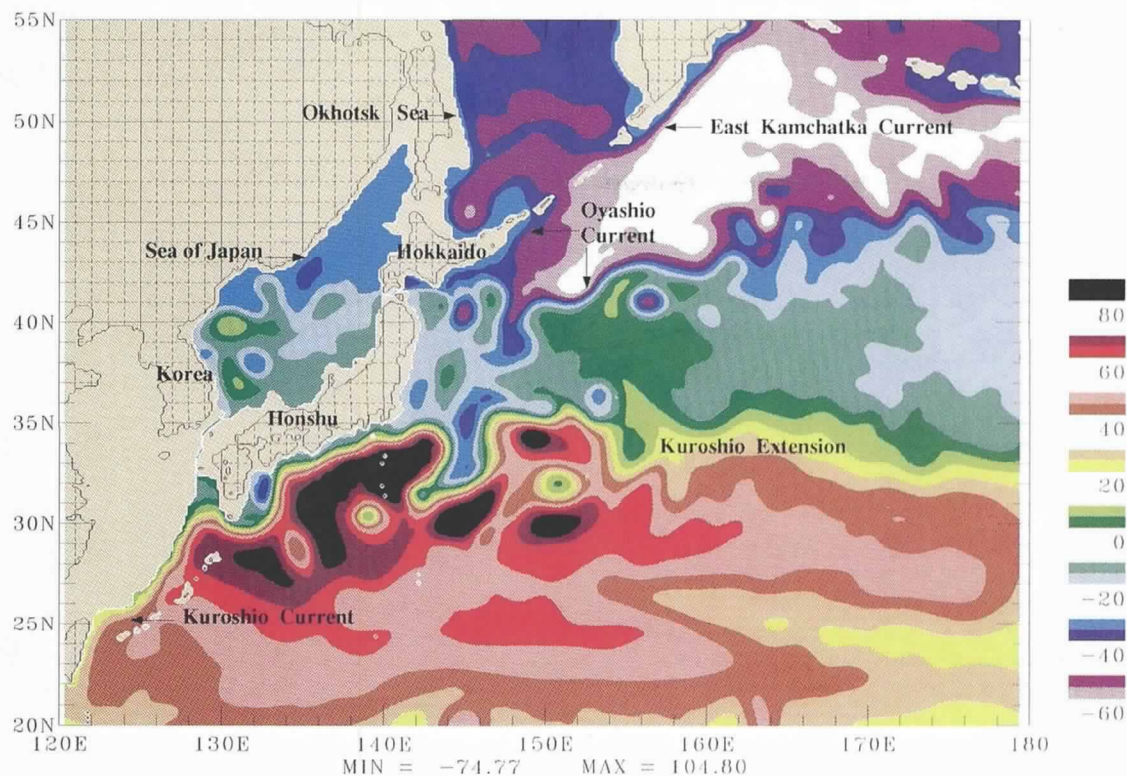 55N
Okhotsk Sea
50N
East Kamchatka Current
45N
Oyashio
Current
Sea of Japan
Hokkaido
40N
Korea
35N
Honshu
Kuroshio Extension
30N
25N
Kuroshio Current
20N
120E 130E 140E 150E 160E 170E 180
MIN = -74.77 MAX = 104.80
80
60
40
20
0
-20
-40
-60